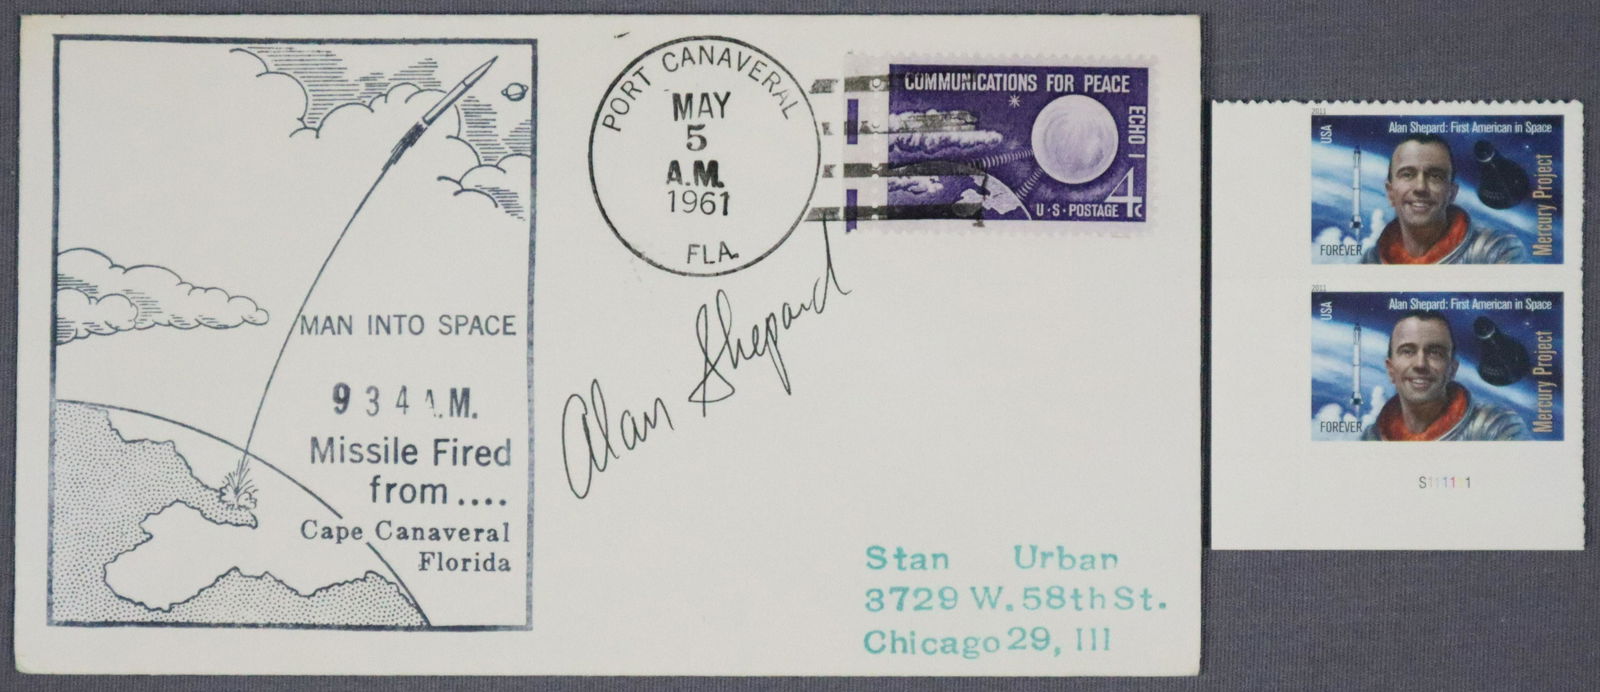 PORT CANAVERAL
MAY
5
A.M.
1961
FLA.
COMMUNICATIONS FOR PEACE
ECHO I
U·S·POSTAGE 4c
MAN INTO SPACE
9 3 4 A.M.
Missile Fired
from....
Cape Canaveral
Florida
Alan Shepard
Stan Urban
3729 W. 58th St.
Chicago 29, Ill
2011
USA
Alan Shepard: First American in Space
Mercury Project
FOREVER
2011
USA
Alan Shepard: First American in Space
Mercury Project
FOREVER
S11111